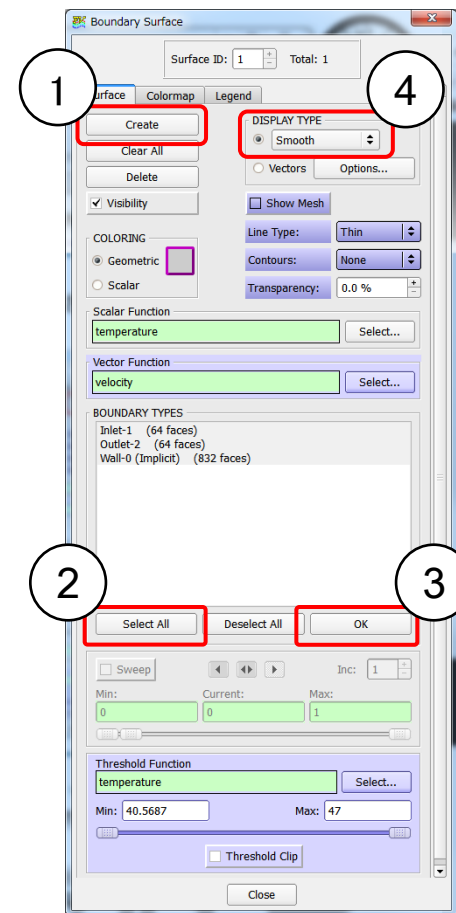 Boundary Surface
Surface ID: 1 Total: 1
1
4
Surface Colormap Legend
Create
DISPLAY TYPE
Smooth
Clear All
Vectors Options...
Delete
Visibility
Show Mesh
Line Type: Thin
COLORING
Geometric
Contours: None
Scalar
Transparency: 0.0 %
Scalar Function
temperature Select...
Vector Function
velocity Select...
BOUNDARY TYPES
Inlet-1 (64 faces)
Outlet-2 (64 faces)
Wall-0 (Implicit) (832 faces)
2
3
Select All Deselect All OK
Sweep Inc: 1
Min: Current: Max:
0 0 1
Threshold Function
temperature Select...
Min: 40.5687 Max: 47
Threshold Clip
Close